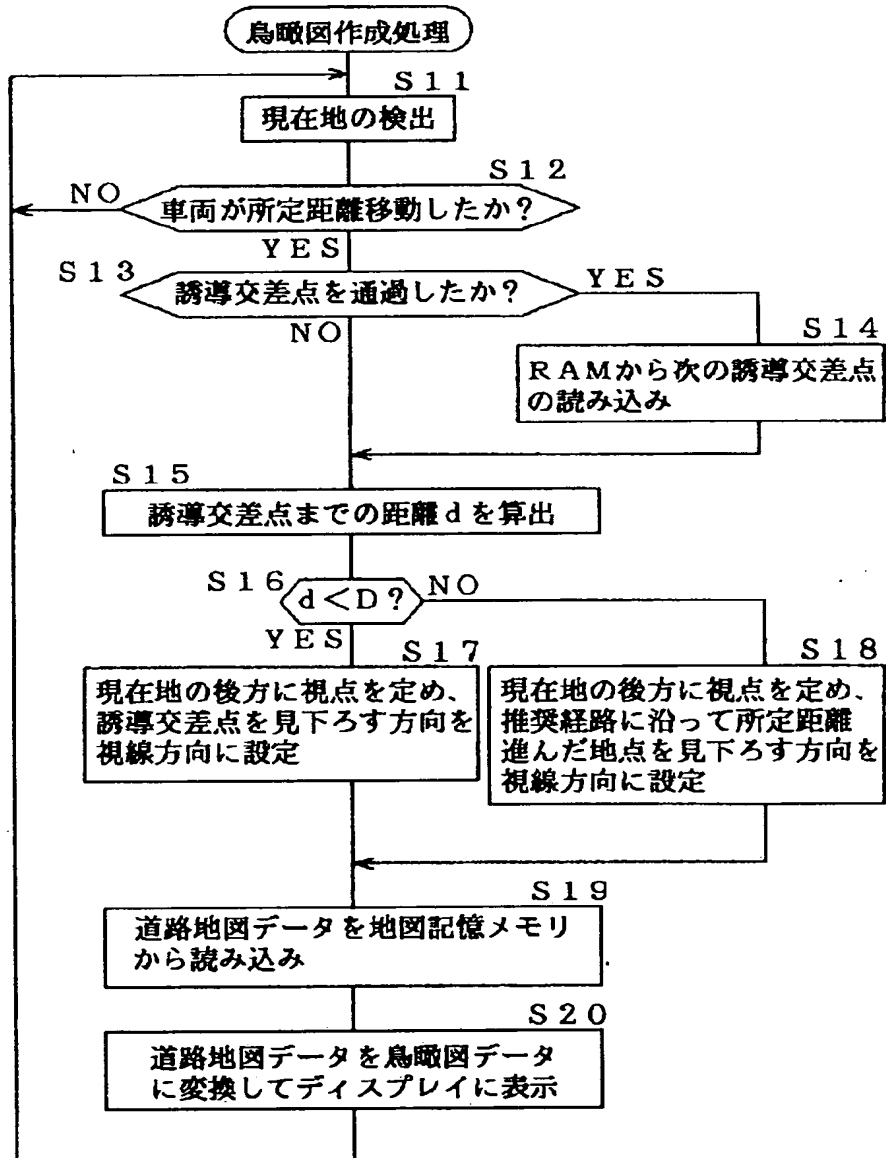 鳥瞰図作成処理
S11
現在地の検出
S12
NO
車両が所定距離移動したか?
YES
S13
誘導交差点を通過したか?
YES
NO
S14
RAMから次の誘導交差点
の読み込み
S15
誘導交差点までの距離dを算出
S16
d<D?
NO
YES
S17
現在地の後方に視点を定め、
誘導交差点を見下ろす方向を
視線方向に設定
S18
現在地の後方に視点を定め、
推奨経路に沿って所定距離
進んだ地点を見下ろす方向を
視線方向に設定
S19
道路地図データを地図記憶メモリ
から読み込み
S20
道路地図データを鳥瞰図データ
に変換してディスプレイに表示